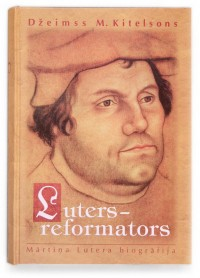 Džeimss M. Kitelsons
Luters-
reformators
Mārtiņa Lutera biogrāfija